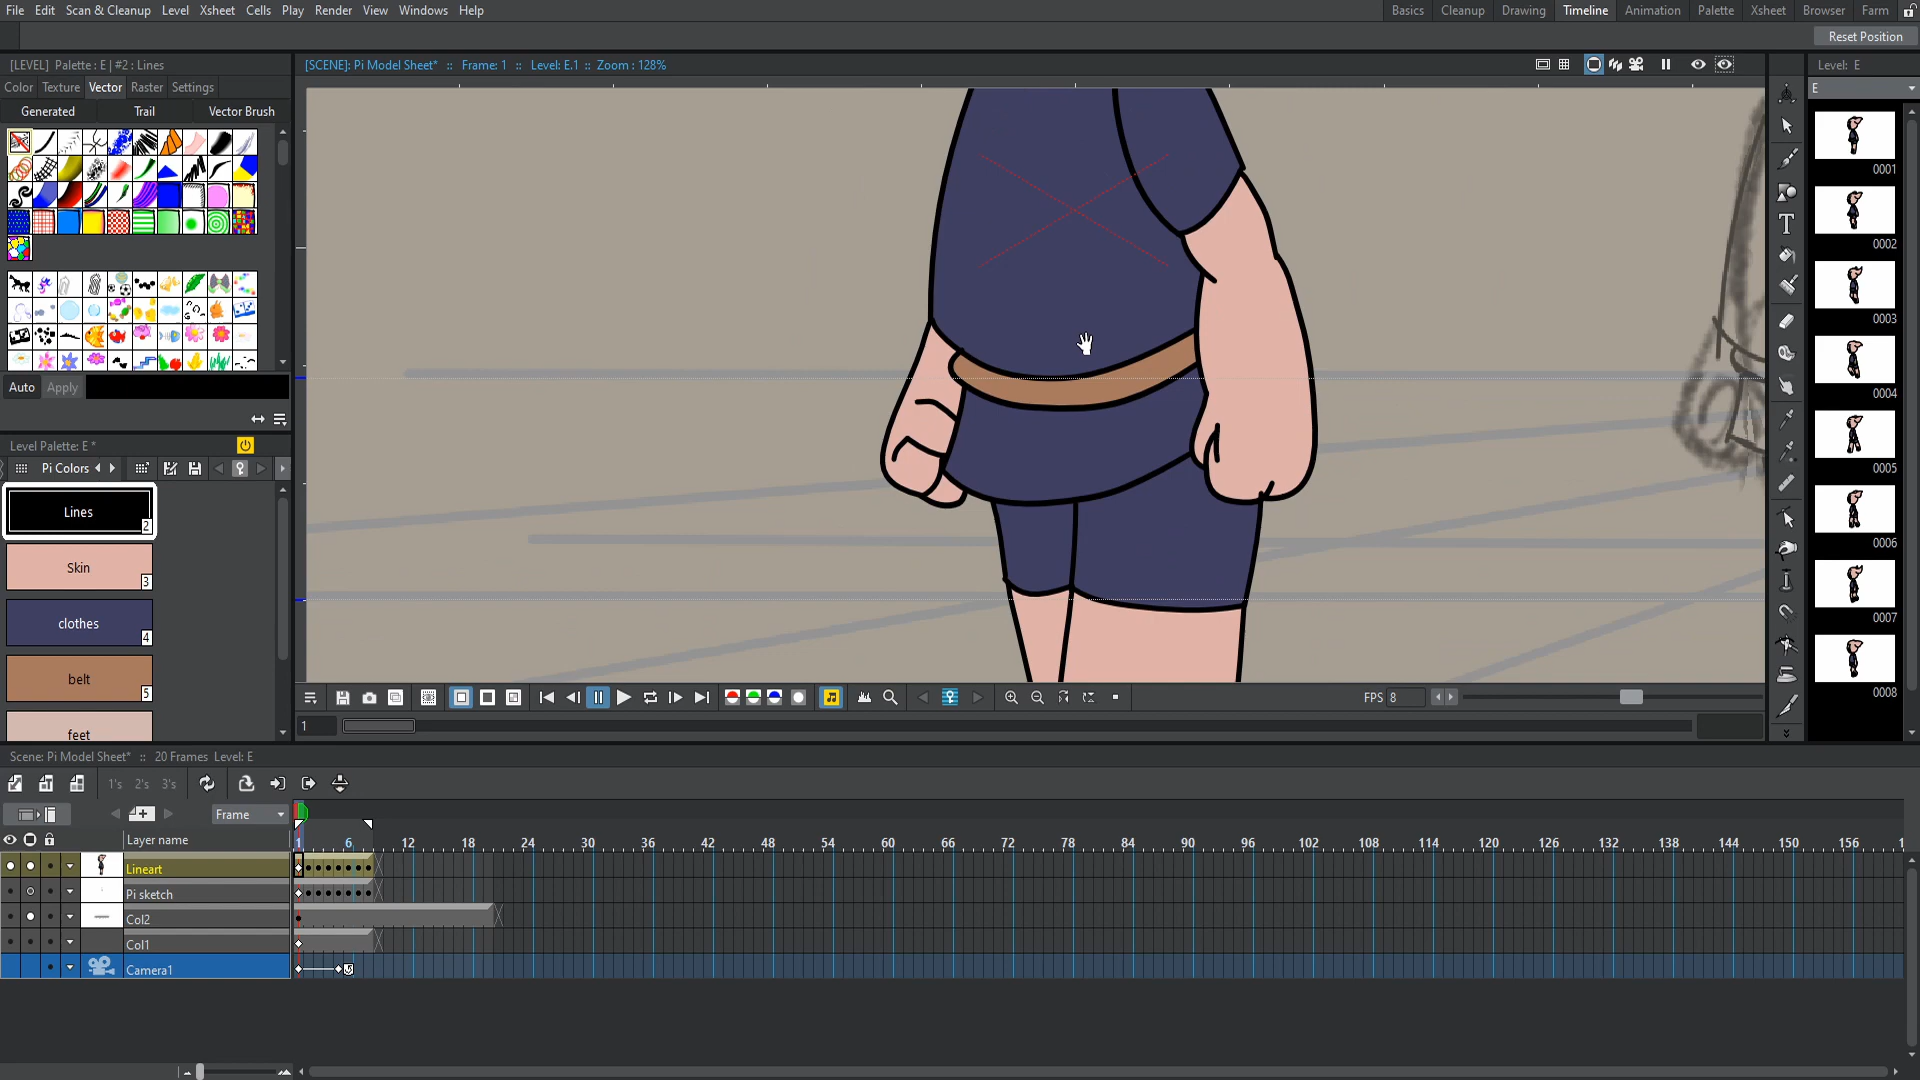 File Edit Scan & Cleanup Level Xsheet Cells Play Render View Windows Help
Basics Cleanup Drawing Timeline Animation Palette Xsheet Browser Farm
Reset Position
[LEVEL] Palette : E | #2 : Lines
[SCENE]: Pi Model Sheet* :: Frame: 1 :: Level: E.1 :: Zoom : 128%
Level: E
Color Texture Vector Raster Settings
E
Generated Trail Vector Brush
0001
0002
0003
0004
0005
0006
0007
0008
Auto Apply
Level Palette: E *
Pi Colors
Lines
2
Skin
3
clothes
4
belt
5
feet
FPS 8
1
Scene: Pi Model Sheet* :: 20 Frames Level: E
1's 2's 3's
Frame
Layer name
1 6 12 18 24 30 36 42 48 54 60 66 72 78 84 90 96 102 108 114 120 126 132 138 144 150 156 1
Lineart
Pi sketch
Col2
Col1
Camera1